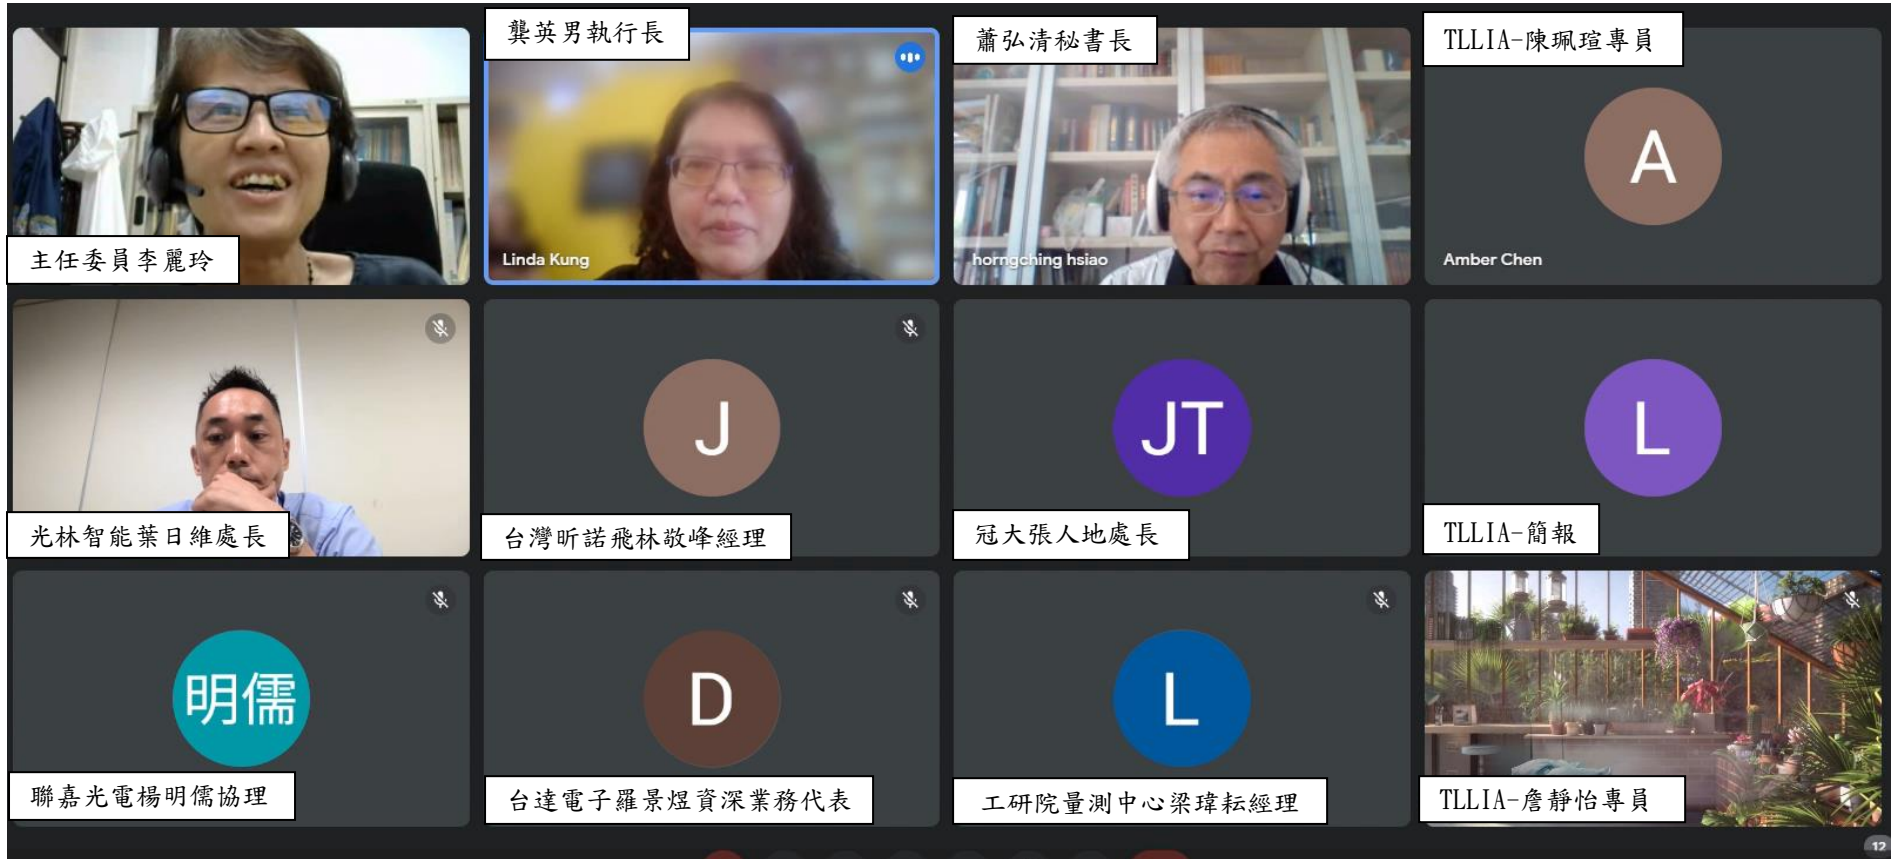 龔英男執行長
蕭弘清秘書長
TLLIA-陳珮瑄專員
A
主任委員李麗玲
Linda Kung
horngching hsiao
Amber Chen
J
JT
L
光林智能葉日維處長
台灣昕諾飛林敬峰經理
冠大張人地處長
TLLIA-簡報
明儒
D
L
聯嘉光電楊明儒協理
台達電子羅景煜資深業務代表
工研院量測中心梁瑋耘經理
TLLIA-詹靜怡專員
12